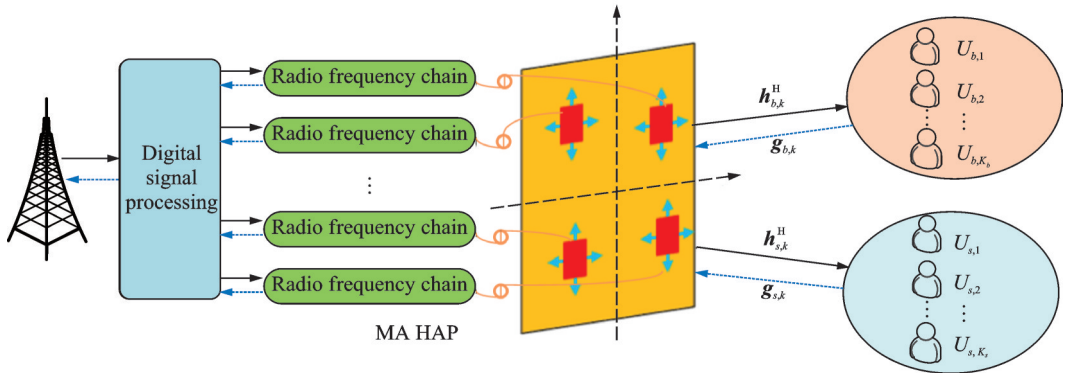 Digital
signal
processing
Radio frequency chain
Radio frequency chain
⋮
Radio frequency chain
Radio frequency chain
MA HAP
h_{b,k}^H
g_{b,k}
h_{s,k}^H
g_{s,k}
U_{b,1}
U_{b,2}
⋮ ⋮
U_{b,K_b}
U_{s,1}
U_{s,2}
⋮ ⋮
U_{s,K_s}